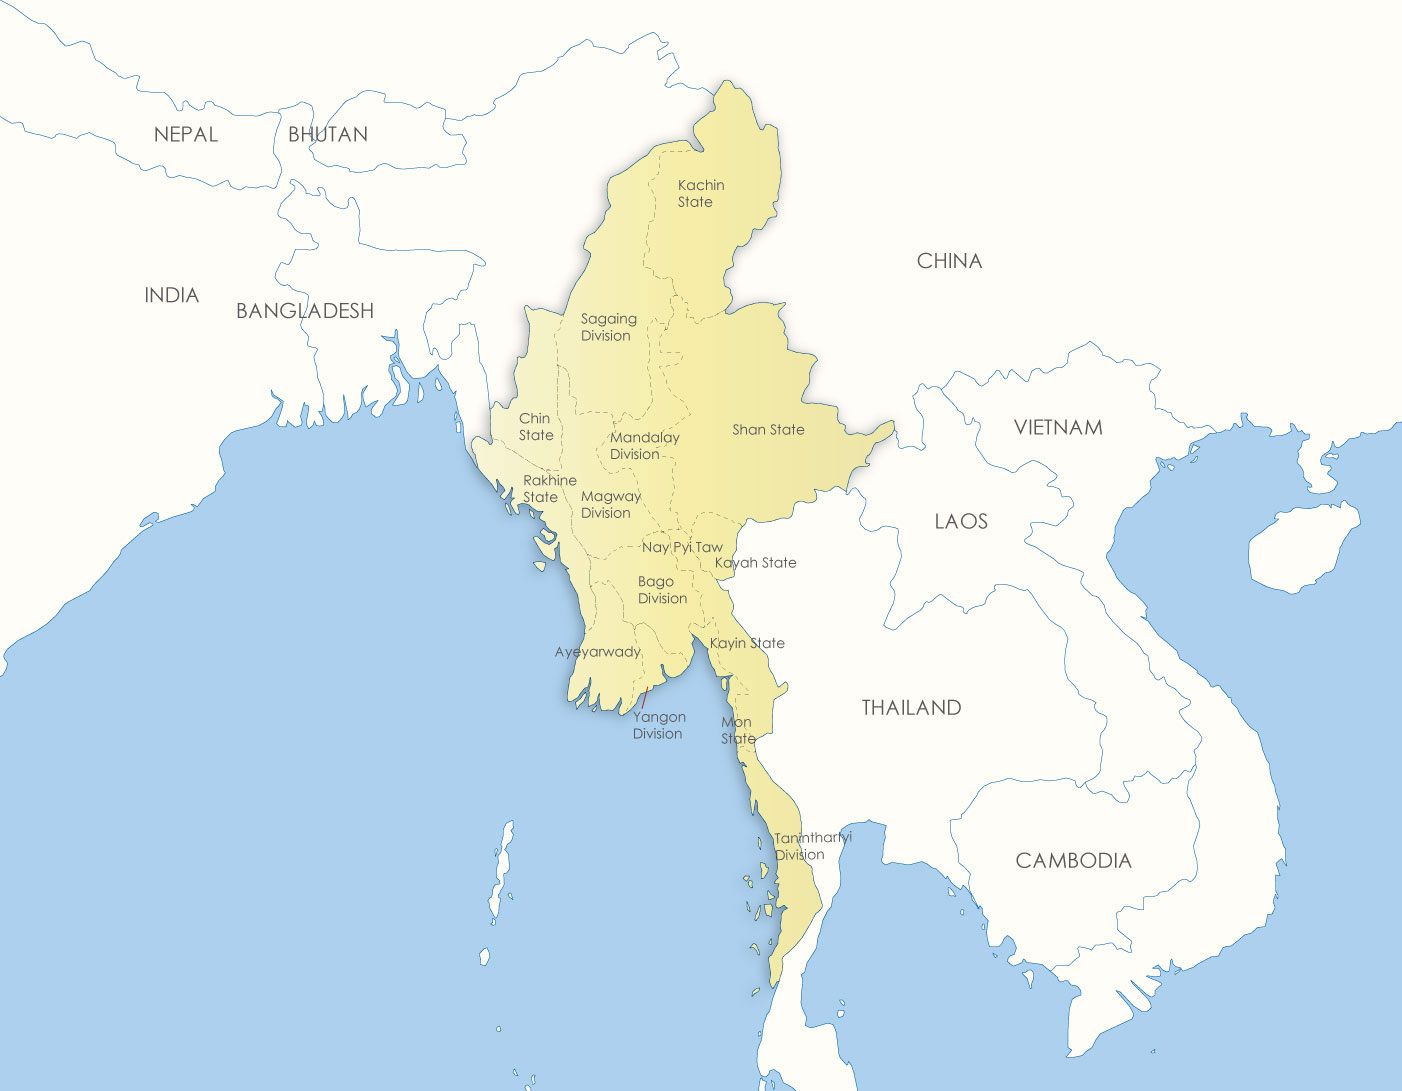 NEPAL
BHUTAN
Kachin
State
CHINA
INDIA
BANGLADESH
Sagaing
Division
Chin
State
Mandalay
Division
Shan State
VIETNAM
Rakhine
State
Magway
Division
LAOS
Nay Pyi Taw
Kayah State
Bago
Division
Kayin State
Ayeyarwady
THAILAND
Yangon
Division
Mon
State
Tanintharlyi
Division
CAMBODIA